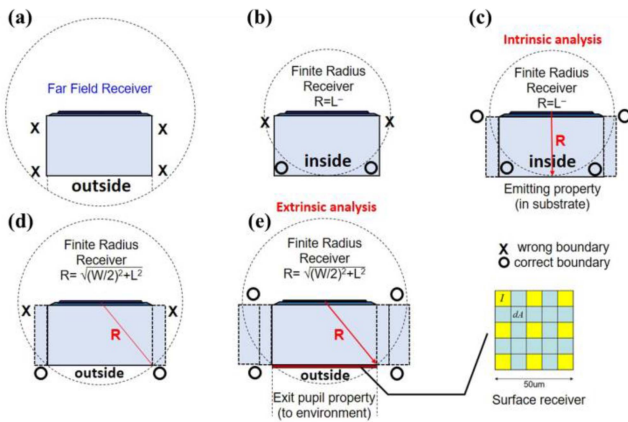 (a)
Far Field Receiver
X
X
X
X
outside
(b)
Finite Radius
Receiver
R=L⁻
X
X
inside
O
O
(c)
Intrinsic analysis
Finite Radius
Receiver
R=L⁻
O
O
R
inside
Emitting property
(in substrate)
(d)
Finite Radius
Receiver
R= √(W/2)²+L²
X
X
R
outside
O
O
(e)
Extrinsic analysis
Finite Radius
Receiver
R= √(W/2)²+L²
O
O
R
outside
O
O
Exit pupil property
(to environment)
X wrong boundary
O correct boundary
I
dA
50um
Surface receiver